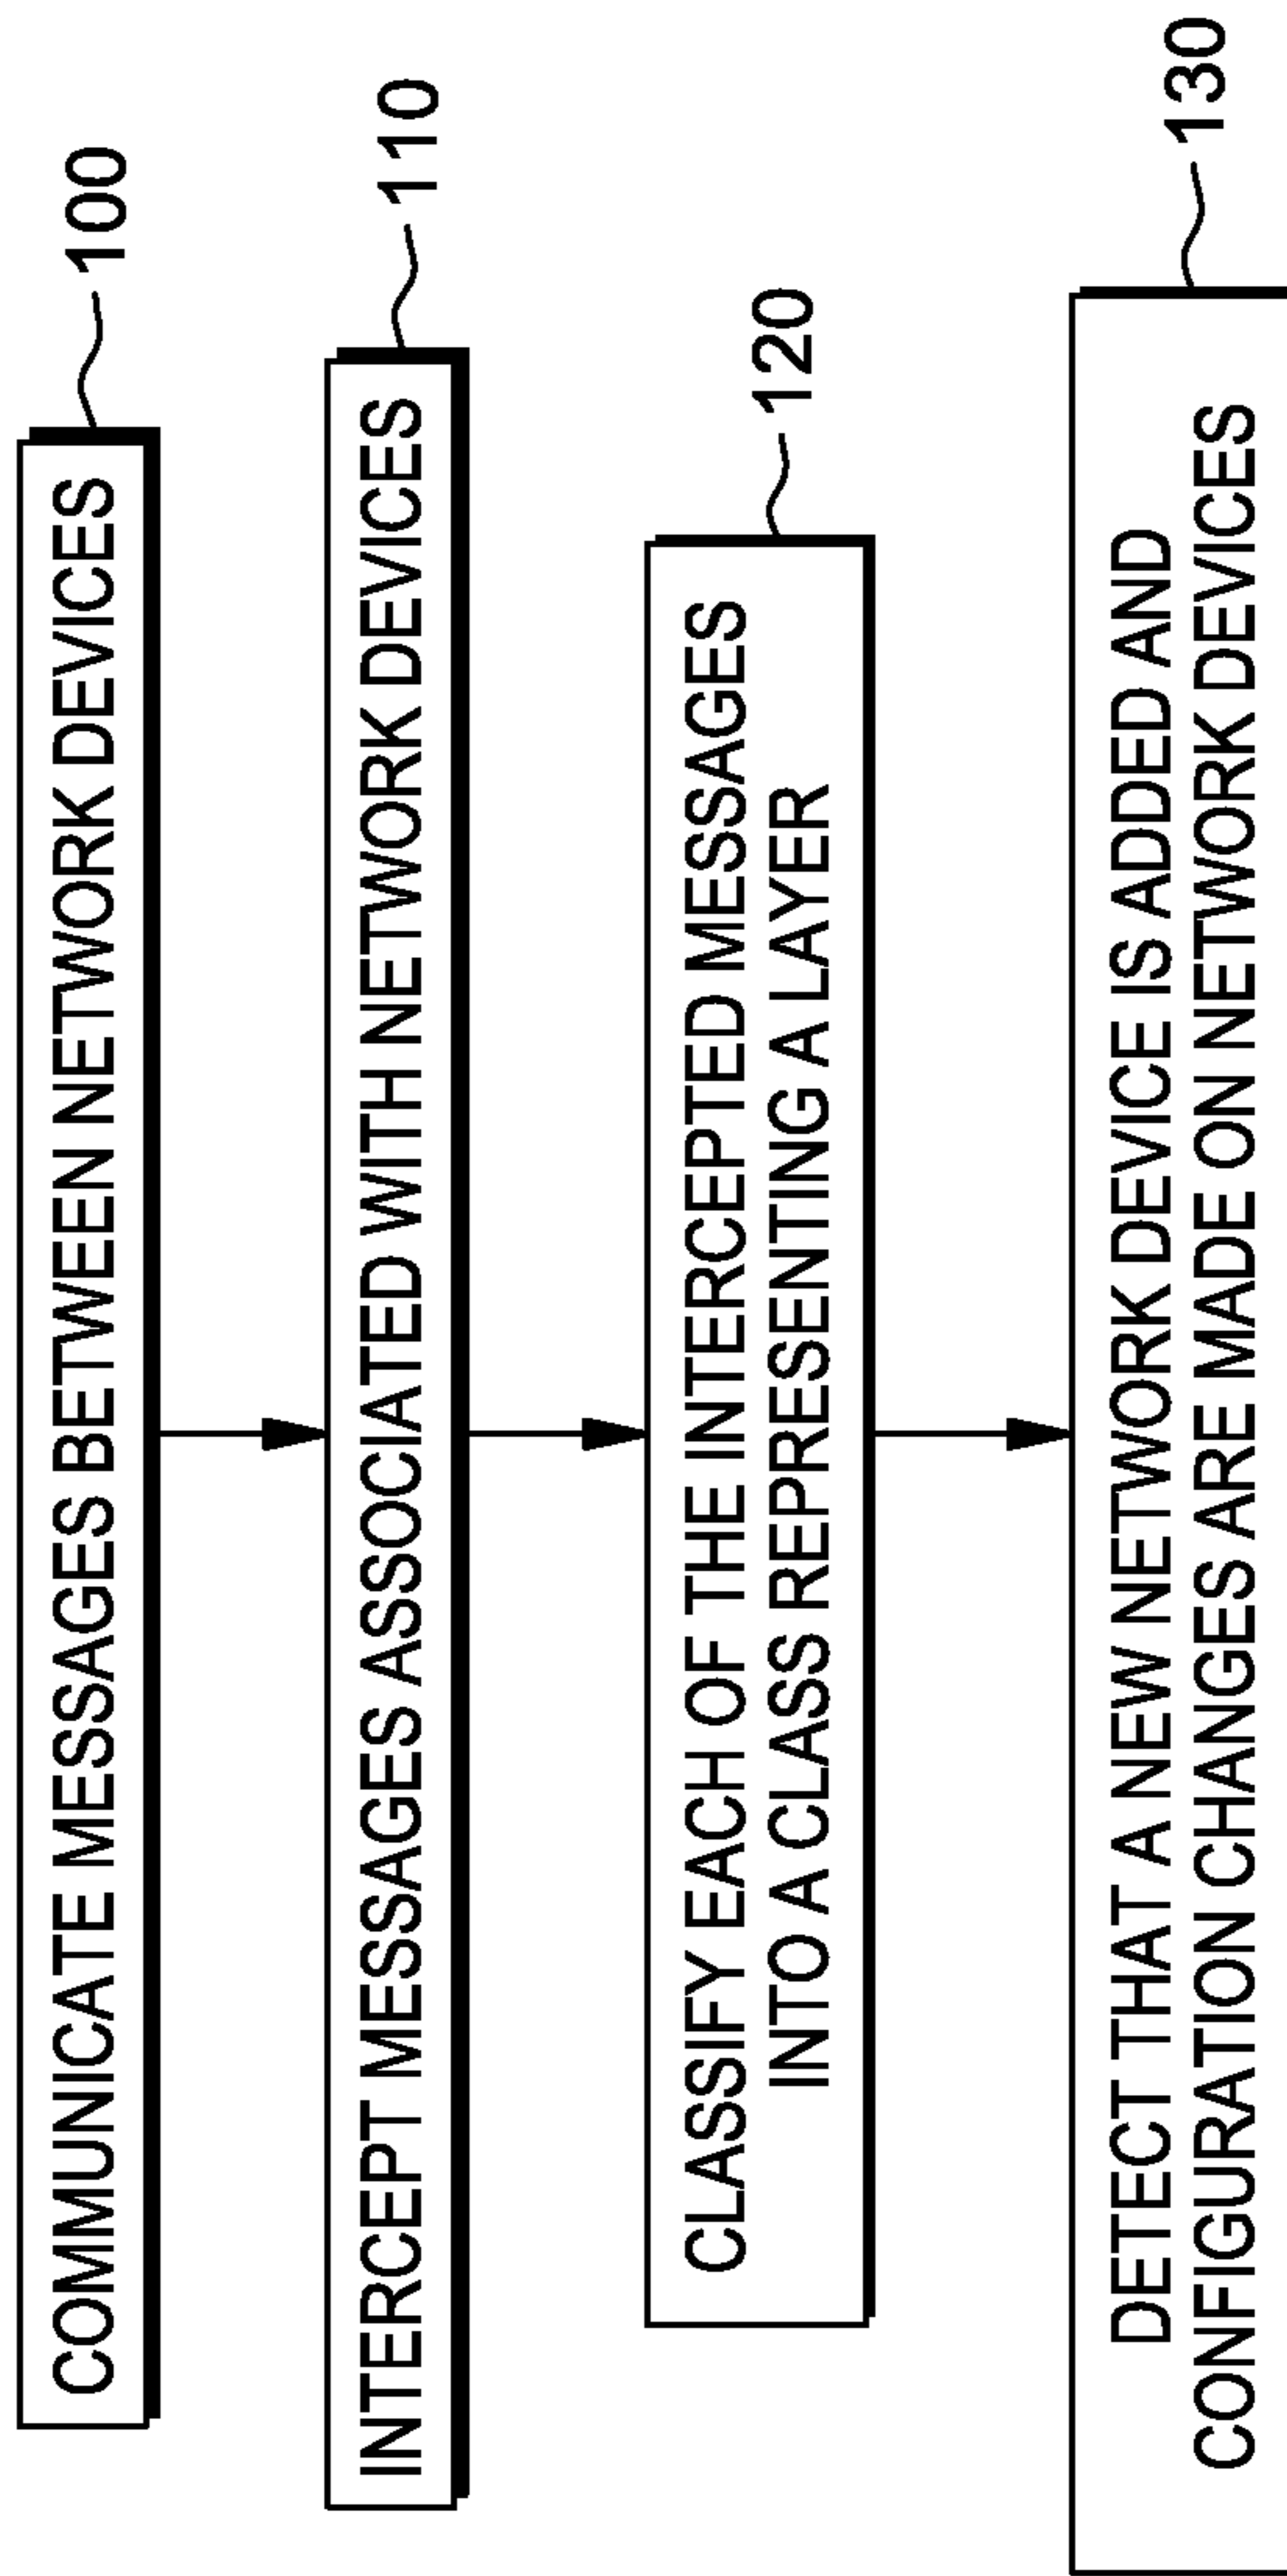 COMMUNICATE MESSAGES BETWEEN NETWORK DEVICES
100
INTERCEPT MESSAGES ASSOCIATED WITH NETWORK DEVICES
110
CLASSIFY EACH OF THE INTERCEPTED MESSAGES
INTO A CLASS REPRESENTING A LAYER
120
DETECT THAT A NEW NETWORK DEVICE IS ADDED AND
CONFIGURATION CHANGES ARE MADE ON NETWORK DEVICES
130